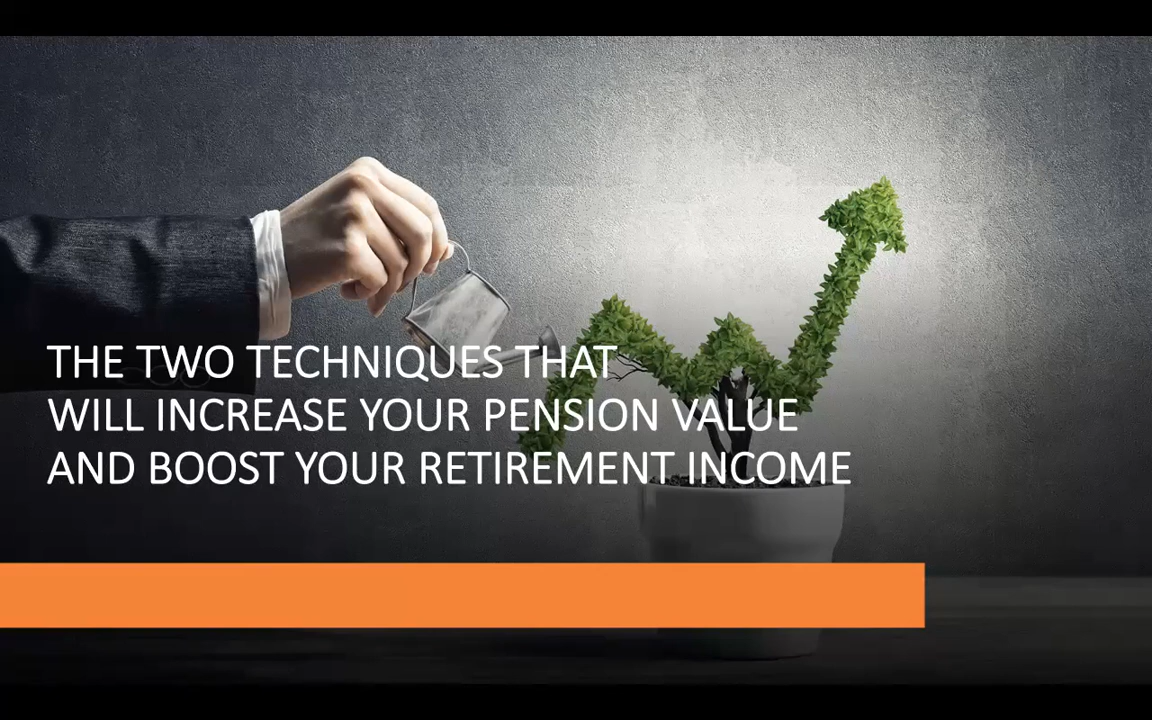 THE TWO TECHNIQUES THAT
WILL INCREASE YOUR PENSION VALUE
AND BOOST YOUR RETIREMENT INCOME